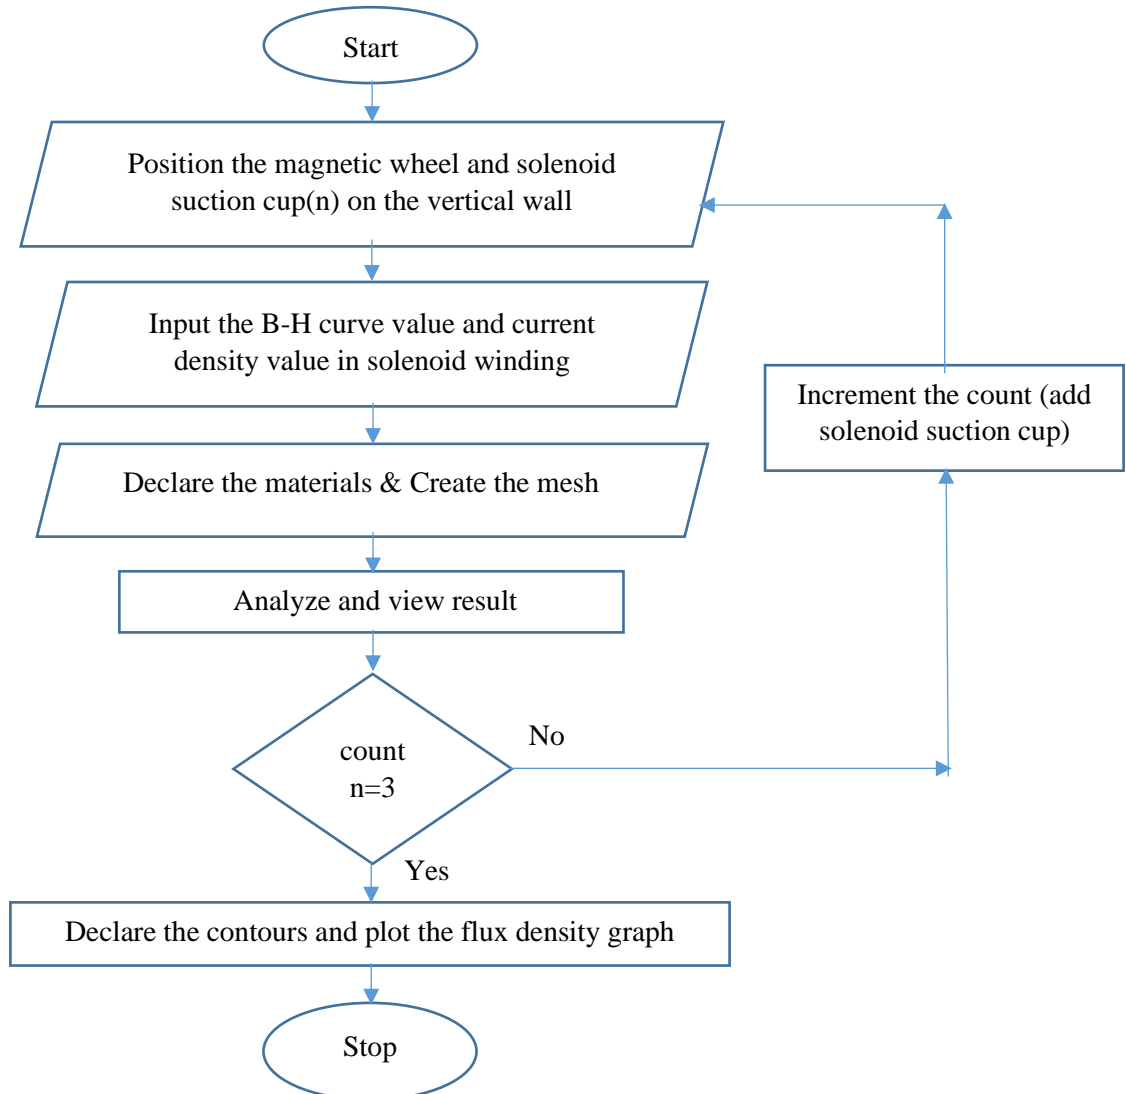 Start
Position the magnetic wheel and solenoid
suction cup(n) on the vertical wall
Input the B-H curve value and current
density value in solenoid winding
Increment the count (add
solenoid suction cup)
Declare the materials & Create the mesh
Analyze and view result
No
count
n=3
Yes
Declare the contours and plot the flux density graph
Stop